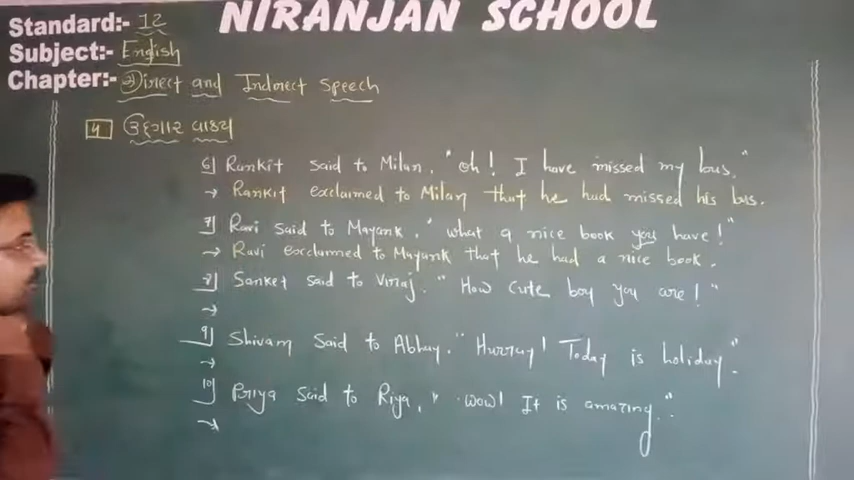 NIRANJAN SCHOOL
Standard:- 12
Subject:- English
Chapter:- Direct and Indirect speech
4 ઉદ્દગાર વાક્ય
6] Rankit said to Milan. "oh! I have missed my bus."
→ Rankit exclaimed to Milan that he had missed his bus.
7] Ravi said to Mayank. "what a nice book you have!"
→ Ravi exclaimed to Mayank that he had a nice book.
8] Sanket said to Viraj. "How cute boy you are!"
→
9] Shivam said to Abhay. "Hurray! Today is holiday".
→
10] Priya said to Riya, "wow! It is amazing."
→